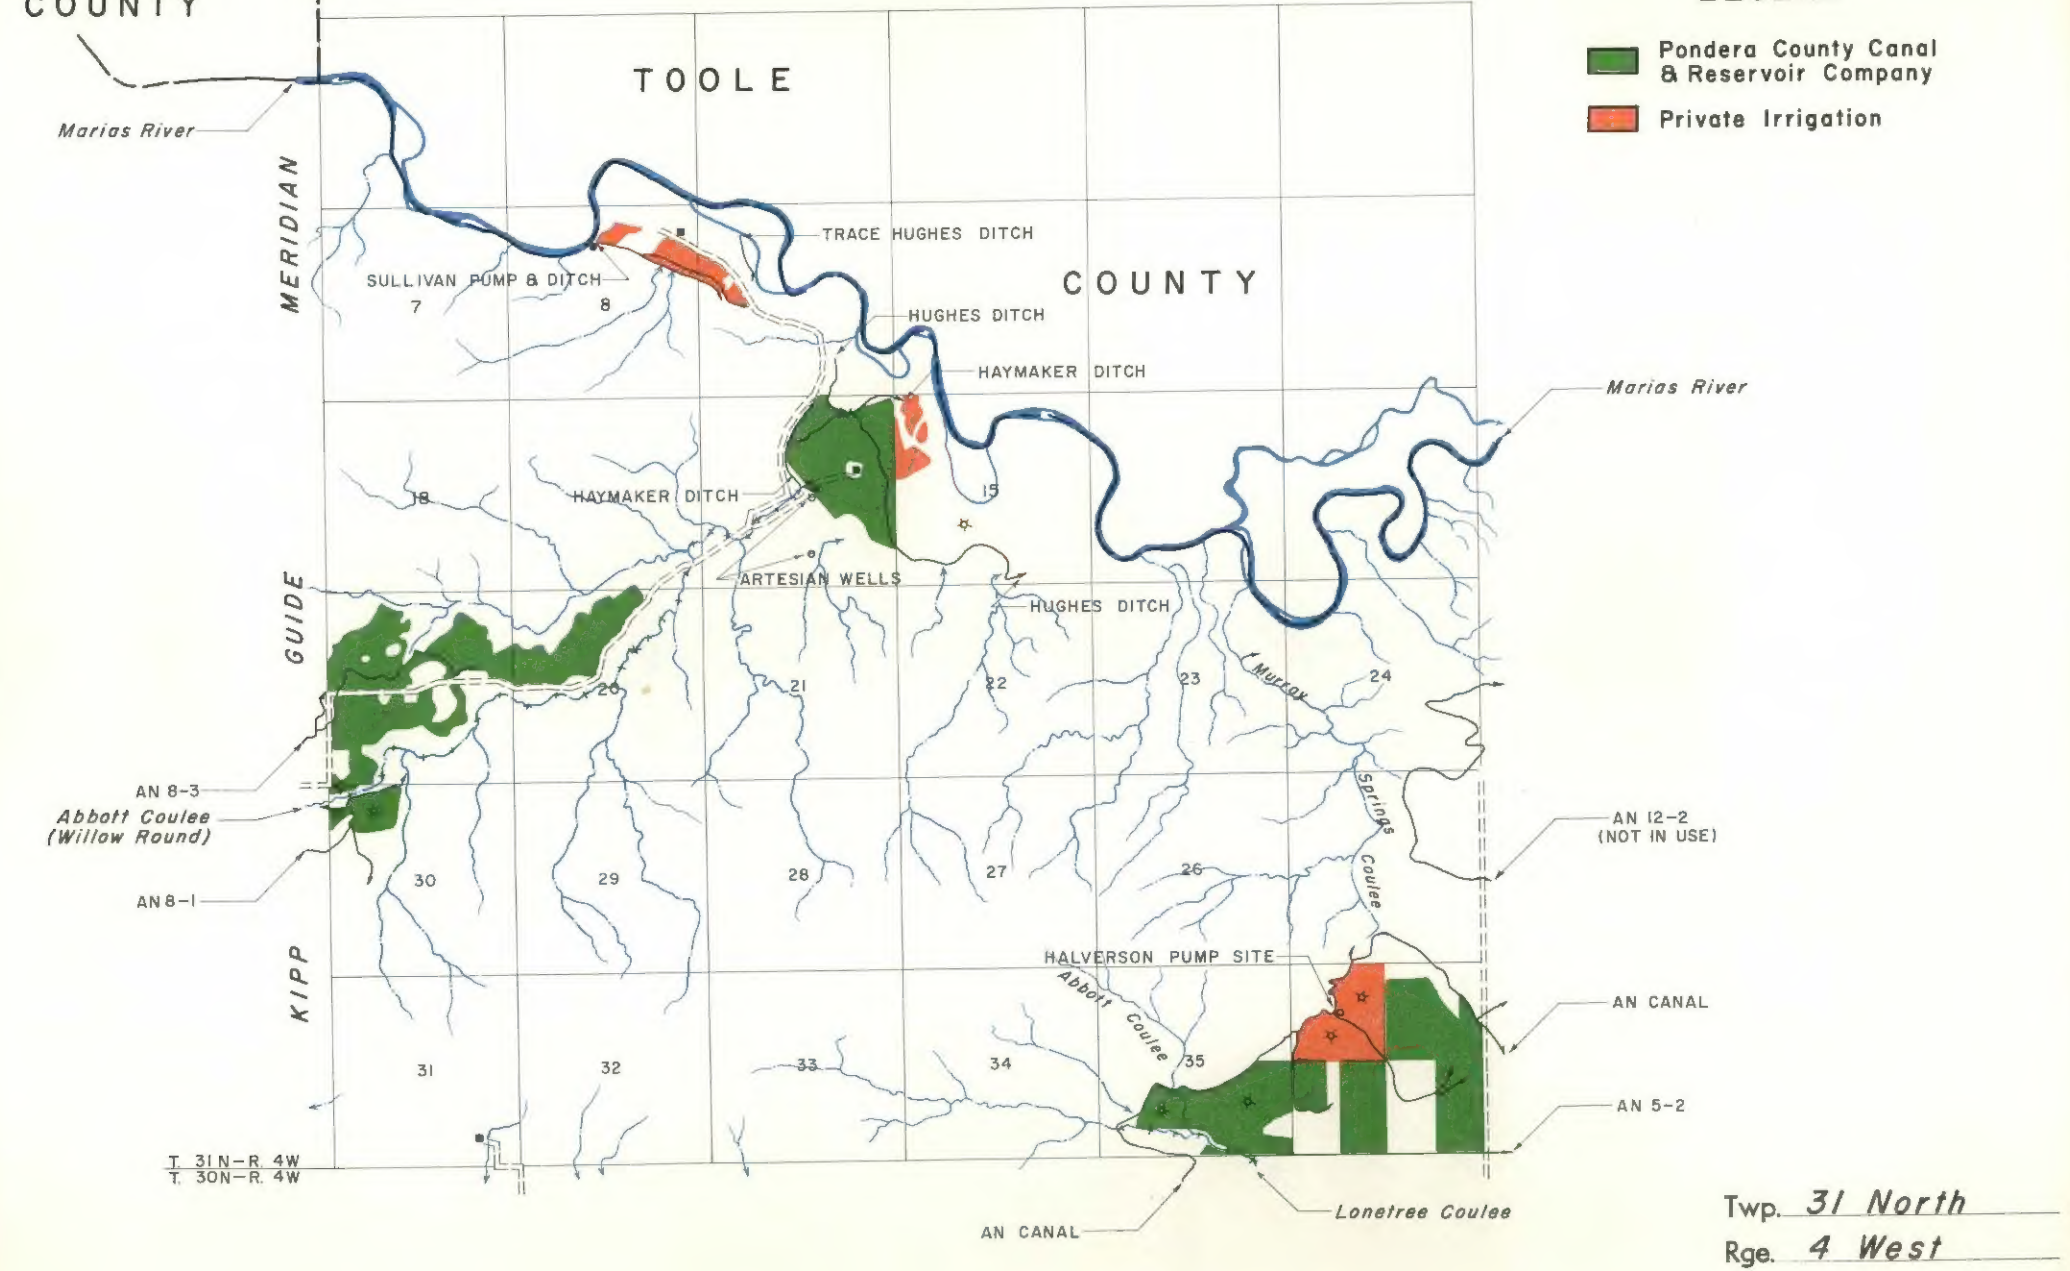 COUNTY
TOOLE
Pondera County Canal
& Reservoir Company
Private Irrigation
Marias River
MERIDIAN
TRACE HUGHES DITCH
SULLIVAN PUMP & DITCH
7
8
COUNTY
HUGHES DITCH
HAYMAKER DITCH
Marias River
18
HAYMAKER DITCH
15
ARTESIAN WELLS
HUGHES DITCH
GUIDE
20
21
22
23
24
Murray
Springs
Coulee
AN 8-3
Abbott Coulee
(Willow Round)
AN 8-1
AN 12-2
(NOT IN USE)
30
29
28
27
26
KIPP
HALVERSON PUMP SITE
Abbott
Coulee
AN CANAL
31
32
33
34
35
AN 5-2
T. 31N-R. 4W
T. 30N-R. 4W
Lonetree Coulee
AN CANAL
Twp. 31 North
Rge. 4 West